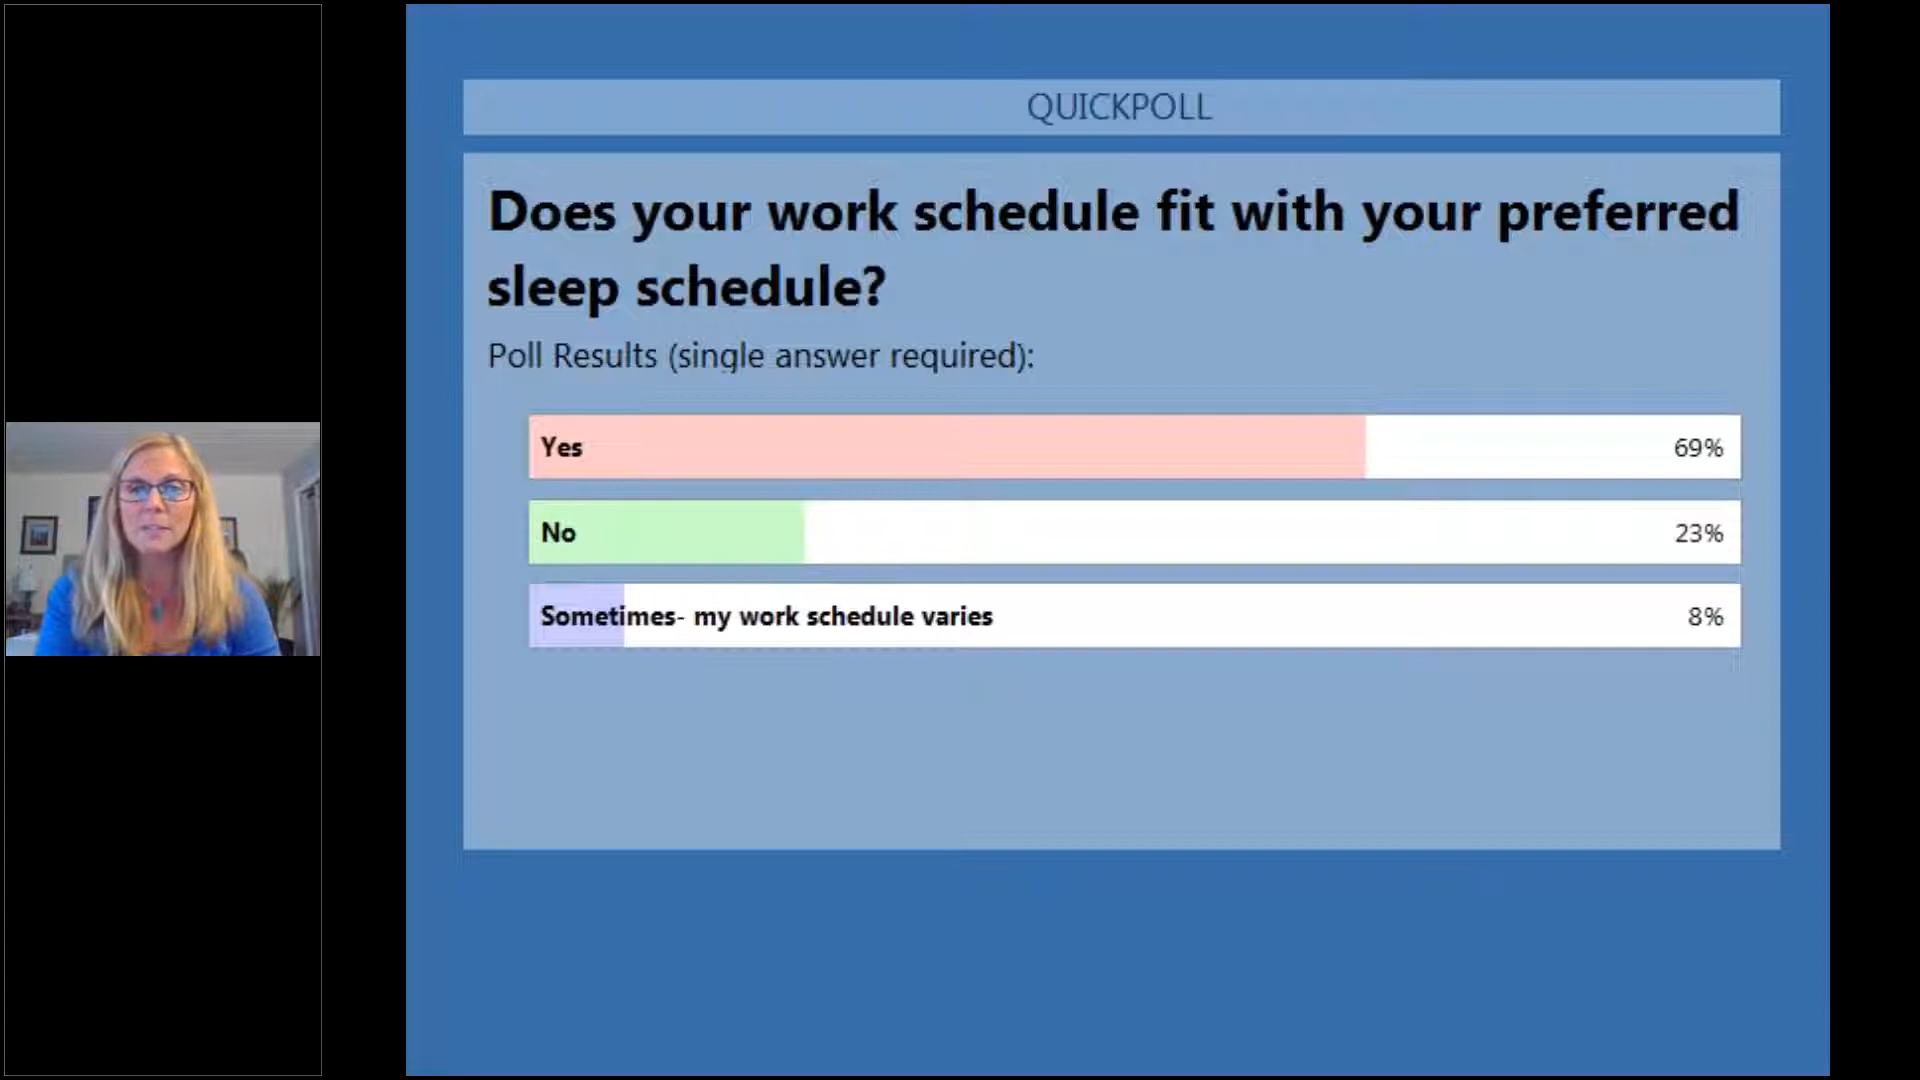 QUICKPOLL
Does your work schedule fit with your preferred
sleep schedule?
Poll Results (single answer required):
Yes 69%
No 23%
Sometimes- my work schedule varies 8%